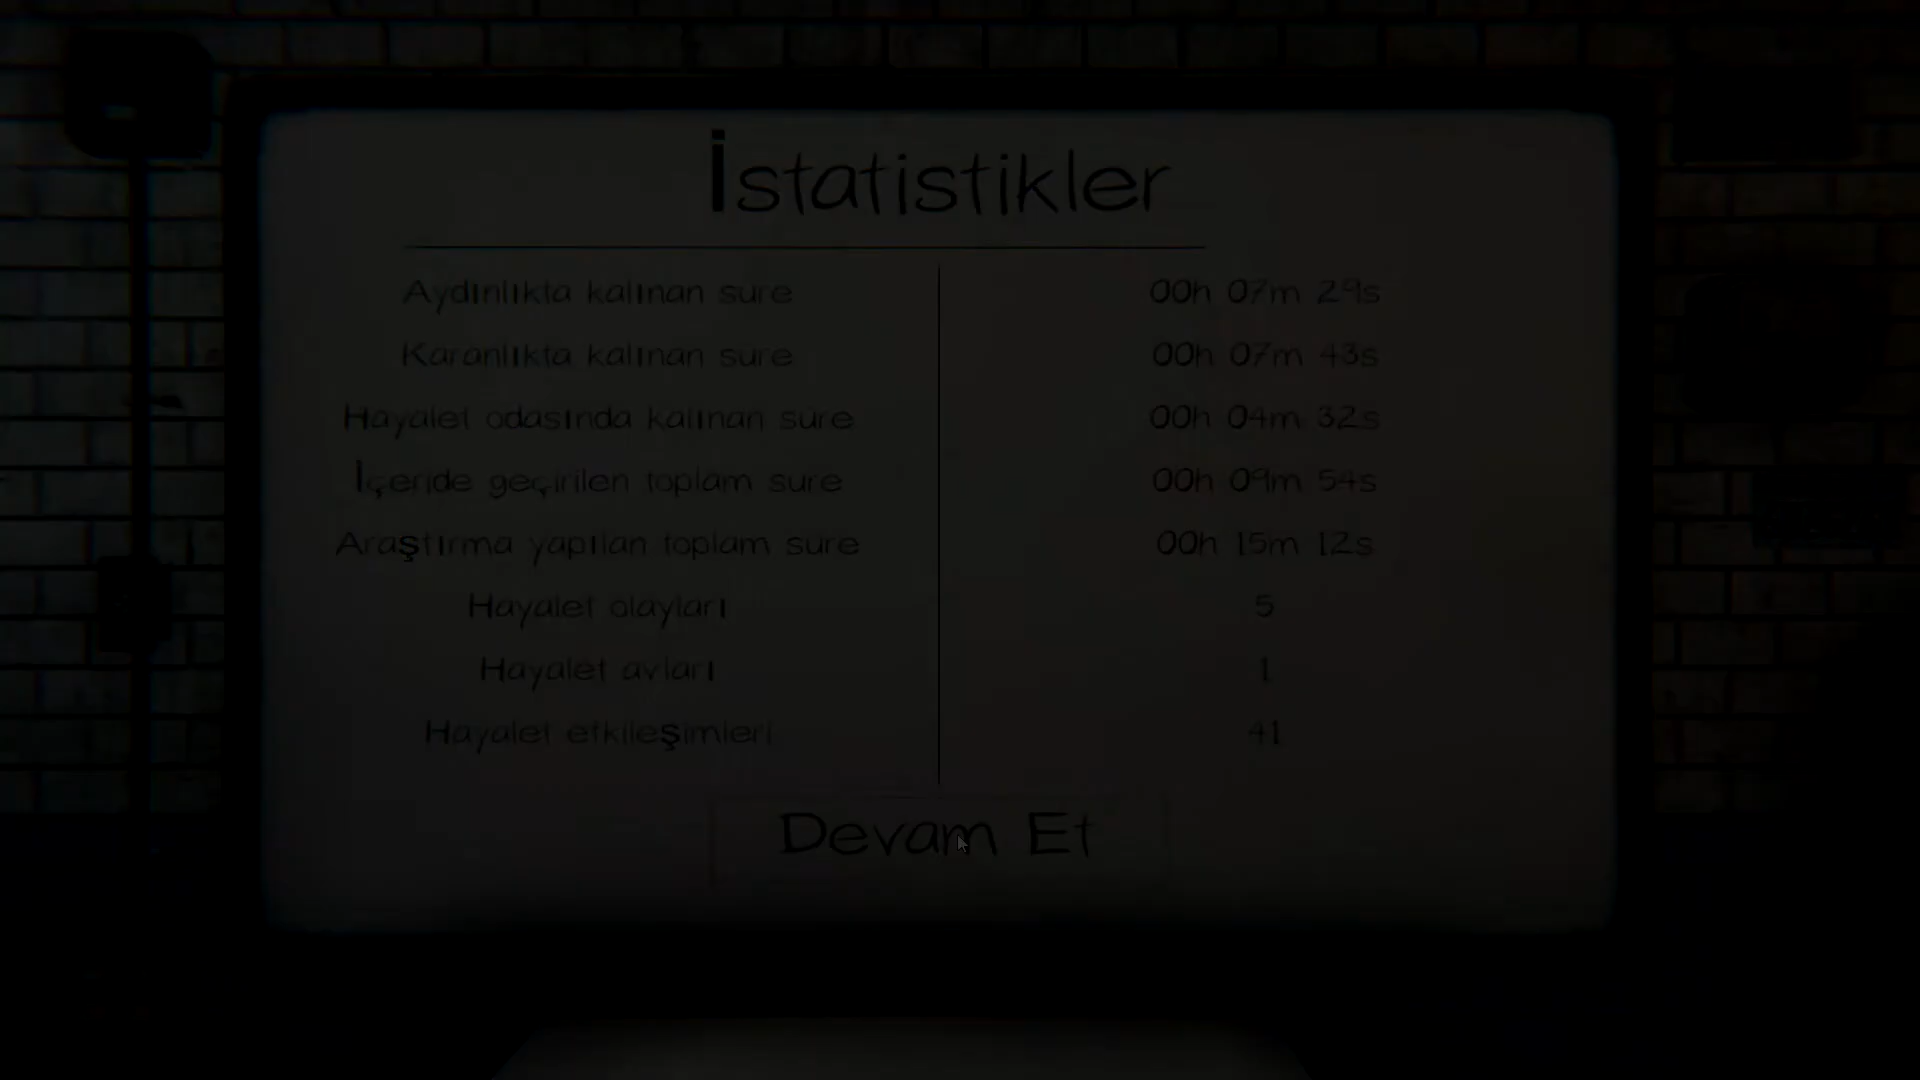 İstatistikler
Aydınlıkta kalınan sure 00h 07m 29s
Karanlıkta kalınan sure 00h 07m 43s
Hayalet odasında kalınan sure 00h 04m 32s
İçeride geçirilen toplam sure 00h 09m 54s
Araştırma yapılan toplam sure 00h 15m 12s
Hayalet olayları 5
Hayalet avları 1
Hayalet etkileşimleri 41
Devam Et